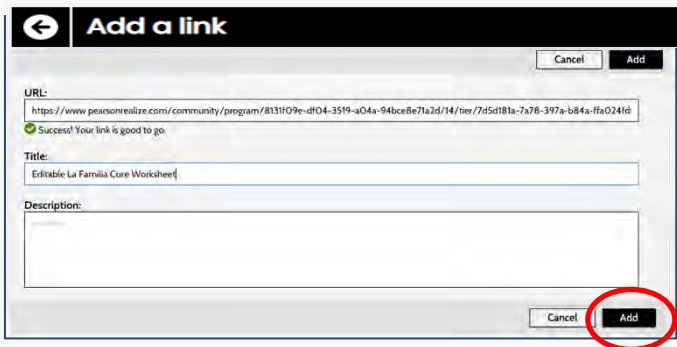 Add a link
Cancel Add
URL:
https://www.pearsonrealize.com/community/program/8131f09e-df04-3519-a04a-94bce8e71a2d/14/tier/7d5d181a-7a78-397a-b84a-ffa024fd
Success! Your link is good to go.
Title:
Editable La Familia Core Worksheet
Description:
Cancel Add